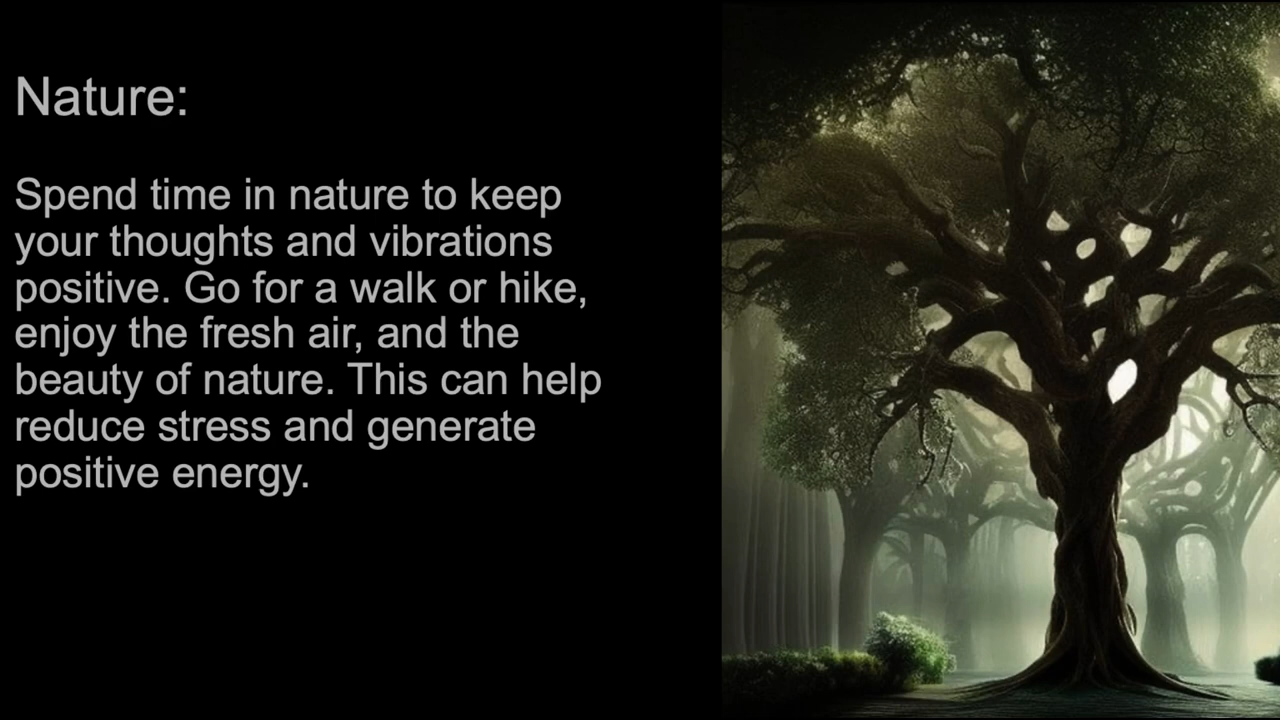 Nature:
Spend time in nature to keep
your thoughts and vibrations
positive. Go for a walk or hike,
enjoy the fresh air, and the
beauty of nature. This can help
reduce stress and generate
positive energy.